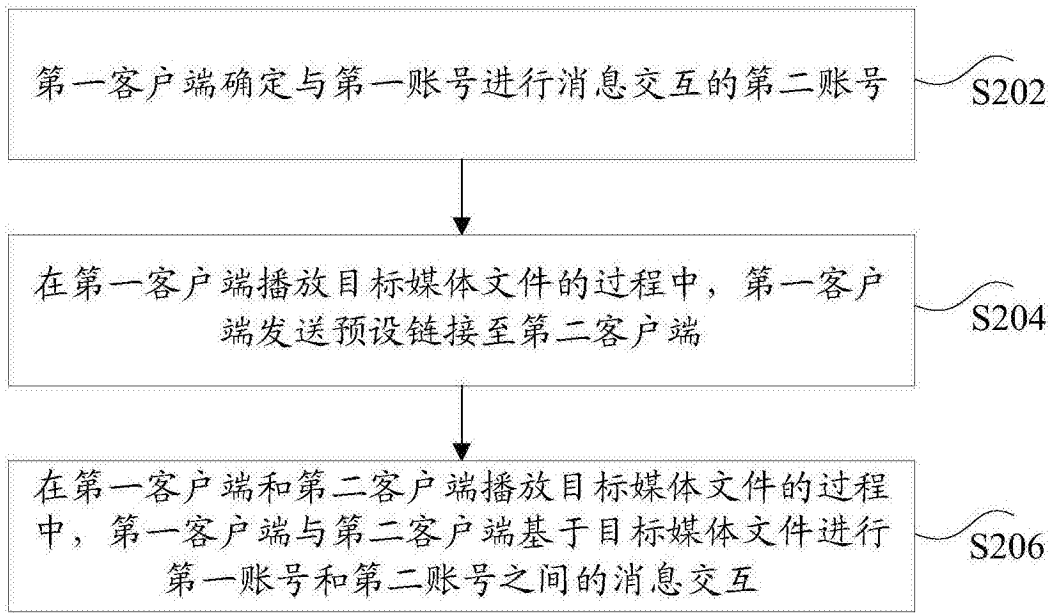 第一客户端确定与第一账号进行消息交互的第二账号
S202
在第一客户端播放目标媒体文件的过程中，第一客户
端发送预设链接至第二客户端
S204
在第一客户端和第二客户端播放目标媒体文件的过程
中，第一客户端与第二客户端基于目标媒体文件进行
第一账号和第二账号之间的消息交互
S206